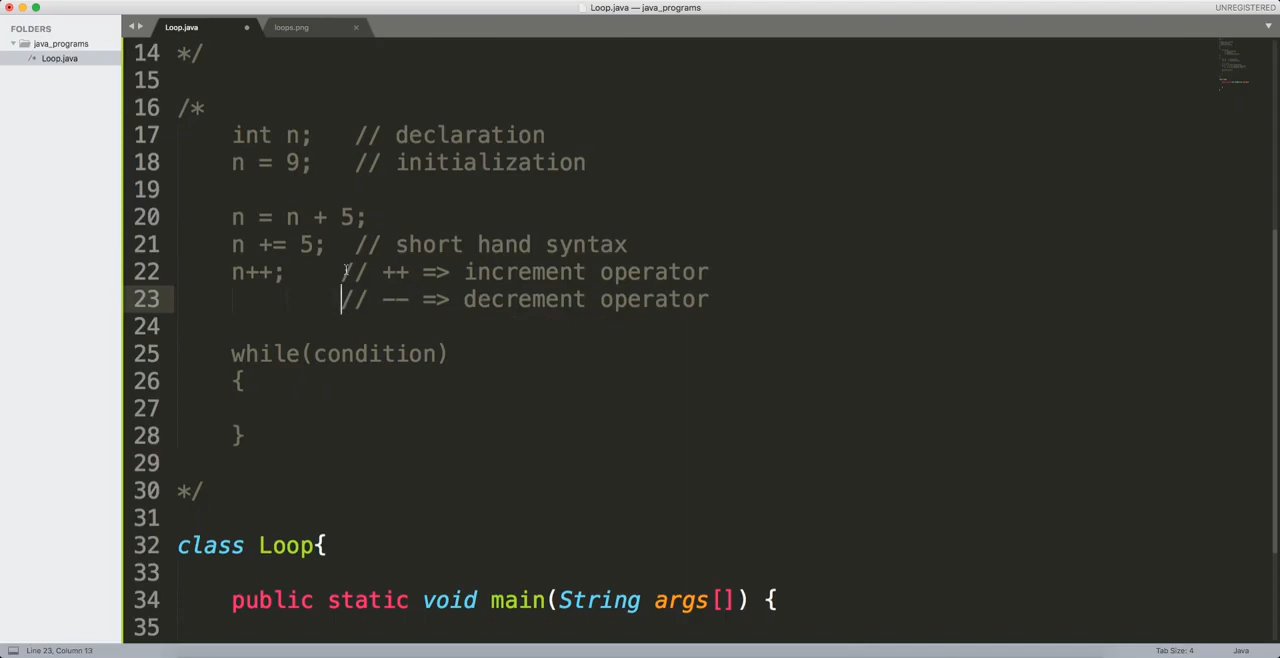 Loop.java — java_programs
UNREGISTERED
FOLDERS
java_programs
/* Loop.java
Loop.java
loops.png
14 */
15
16 /*
17 int n; // declaration
18 n = 9; // initialization
19
20 n = n + 5;
21 n += 5; // short hand syntax
22 n++; // ++ => increment operator
23 // -- => decrement operator
24
25 while(condition)
26 {
27
28 }
29
30 */
31
32 class Loop{
33
34 public static void main(String args[]) {
35
Line 23, Column 13
Tab Size: 4
Java